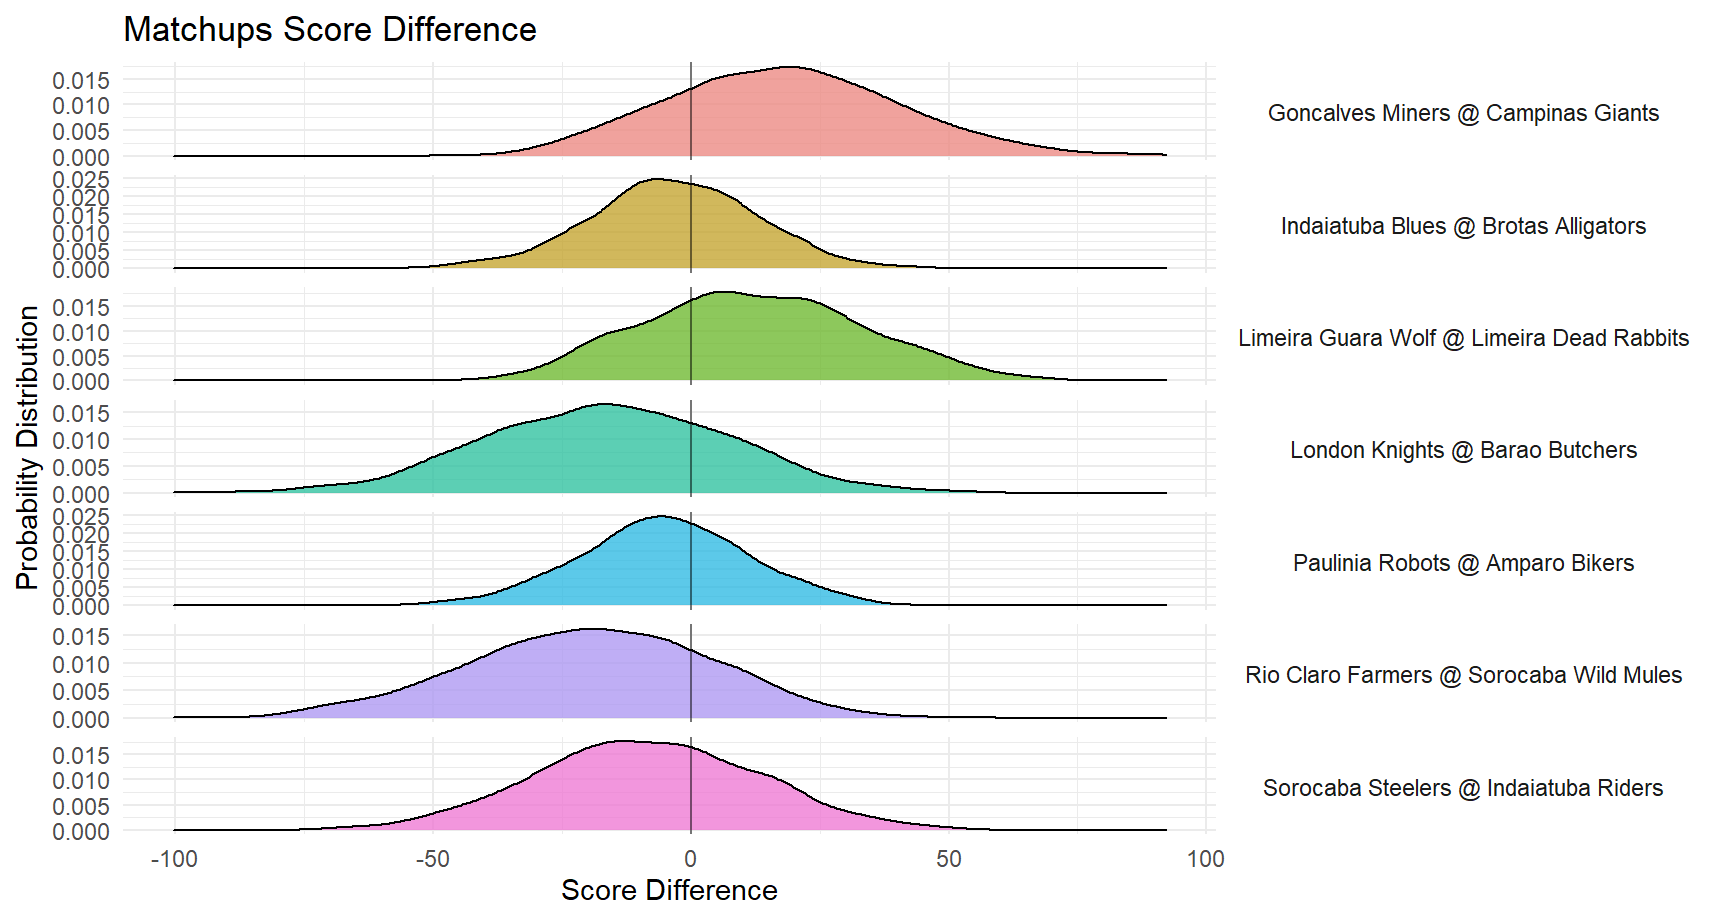 Matchups Score Difference
0.015
0.010
0.005
0.000
Goncalves Miners @ Campinas Giants
0.025
0.020
0.015
0.010
0.005
0.000
Indaiatuba Blues @ Brotas Alligators
0.015
0.010
0.005
0.000
Limeira Guara Wolf @ Limeira Dead Rabbits
0.015
0.010
0.005
0.000
London Knights @ Barao Butchers
0.025
0.020
0.015
0.010
0.005
0.000
Paulinia Robots @ Amparo Bikers
0.015
0.010
0.005
0.000
Rio Claro Farmers @ Sorocaba Wild Mules
0.015
0.010
0.005
0.000
Sorocaba Steelers @ Indaiatuba Riders
Probability Distribution
-100 -50 0 50 100
Score Difference